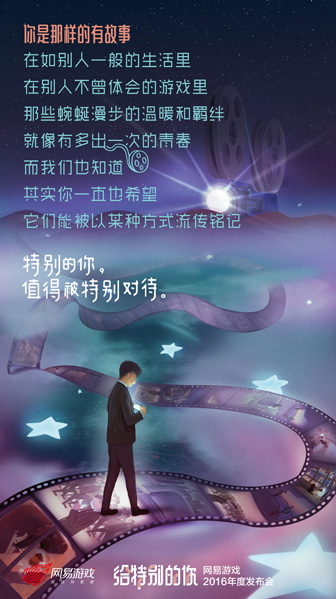 你是那样的有故事
在如别人一般的生活里
在别人不曾体会的游戏里
那些蜿蜒漫步的温暖和羁绊
就像有多出一次的青春
而我们也知道
其实你一直也希望
它们能被以某种方式流传铭记
特别的你，
值得被特别对待。
网易游戏
给特别的你
网易游戏
2016年度发布会